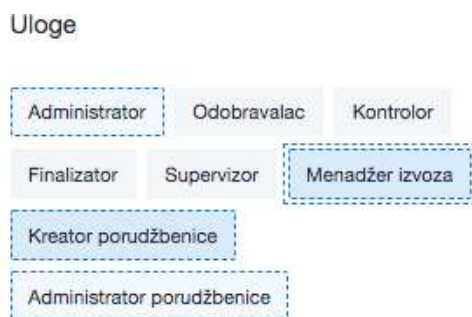 Uloge
Administrator Odobravalac Kontrolor
Finalizator Supervizor Menadžer izvoza
Kreator porudžbenice
Administrator porudžbenice